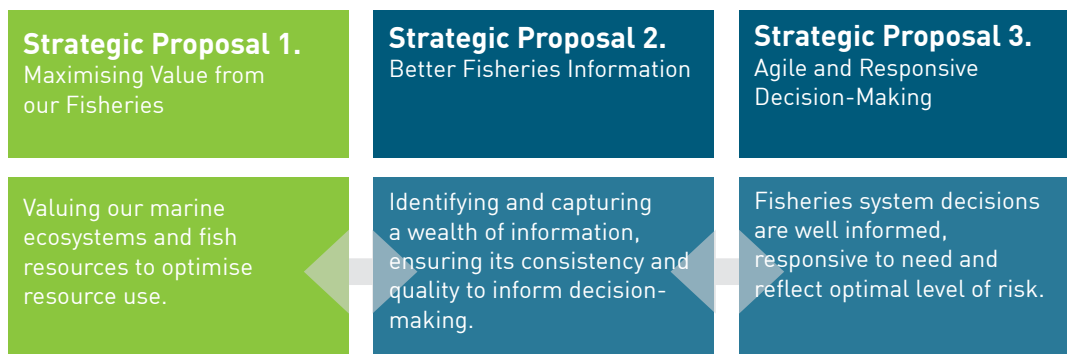 Strategic Proposal 1.
Maximising Value from
our Fisheries
Strategic Proposal 2.
Better Fisheries Information
Strategic Proposal 3.
Agile and Responsive
Decision-Making
Valuing our marine
ecosystems and fish
resources to optimise
resource use.
Identifying and capturing
a wealth of information,
ensuring its consistency and
quality to inform decision-
making.
Fisheries system decisions
are well informed,
responsive to need and
reflect optimal level of risk.